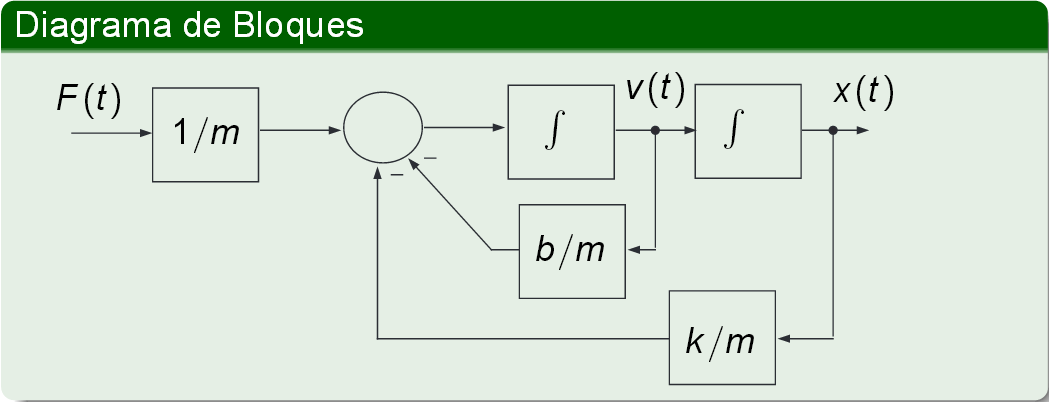 Diagrama de Bloques
F(t)
1/m
∫
v(t)
∫
x(t)
−
−
b/m
k/m